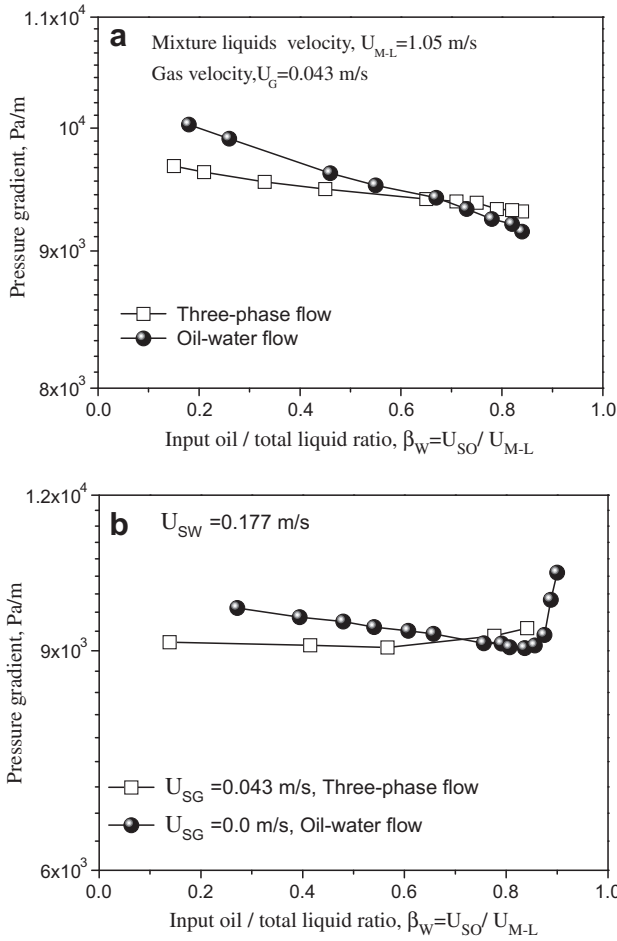 1.1x10⁴
a
Mixture liquids velocity, U_M-L=1.05 m/s
Gas velocity,U_G=0.043 m/s
10⁴
9x10³
8x10³
Pressure gradient, Pa/m
Three-phase flow
Oil-water flow
0.0 0.2 0.4 0.6 0.8 1.0
Input oil / total liquid ratio, β_W=U_SO/ U_M-L
1.2x10⁴
b
U_SW =0.177 m/s
9x10³
6x10³
Pressure gradient, Pa/m
U_SG =0.043 m/s, Three-phase flow
U_SG =0.0 m/s, Oil-water flow
0.0 0.2 0.4 0.6 0.8 1.0
Input oil / total liquid ratio, β_W=U_SO/ U_M-L